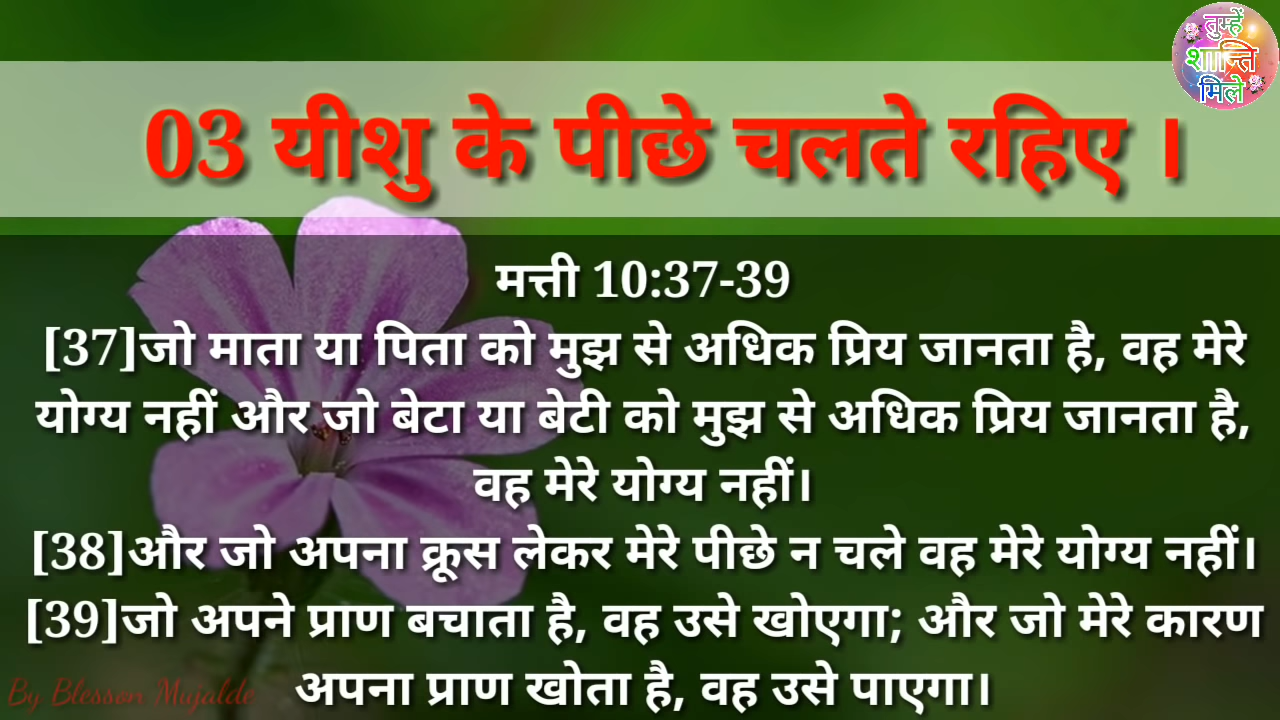 तुम्हें
शान्ति
मिले
03 यीशु के पीछे चलते रहिए ।
मत्ती 10:37-39
[37]जो माता या पिता को मुझ से अधिक प्रिय जानता है, वह मेरे
योग्य नहीं और जो बेटा या बेटी को मुझ से अधिक प्रिय जानता है,
वह मेरे योग्य नहीं।
[38]और जो अपना क्रूस लेकर मेरे पीछे न चले वह मेरे योग्य नहीं।
[39]जो अपने प्राण बचाता है, वह उसे खोएगा; और जो मेरे कारण
अपना प्राण खोता है, वह उसे पाएगा।
By Blesson Mujalde